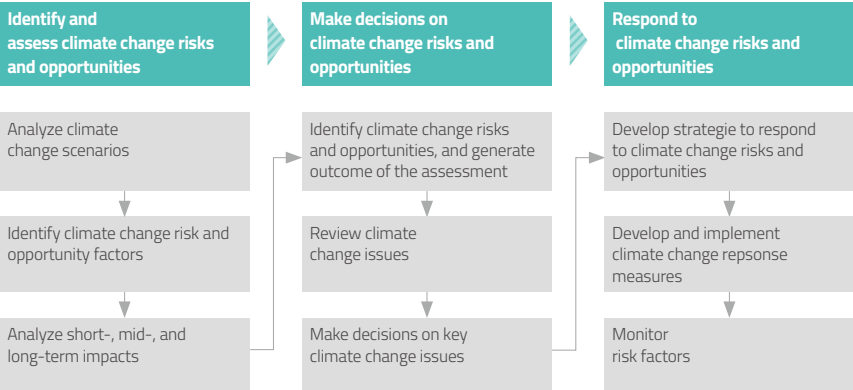 Identify and
assess climate change risks
and opportunities
Analyze climate
change scenarios
Identify climate change risk and
opportunity factors
Analyze short-, mid-, and
long-term impacts
Make decisions on
climate change risks and
opportunities
Identify climate change risks
and opportunities, and generate
outcome of the assessment
Review climate
change issues
Make decisions on key
climate change issues
Respond to
climate change risks and
opportunities
Develop strategie to respond
to climate change risks and
opportunities
Develop and implement
climate change repsonse
measures
Monitor
risk factors